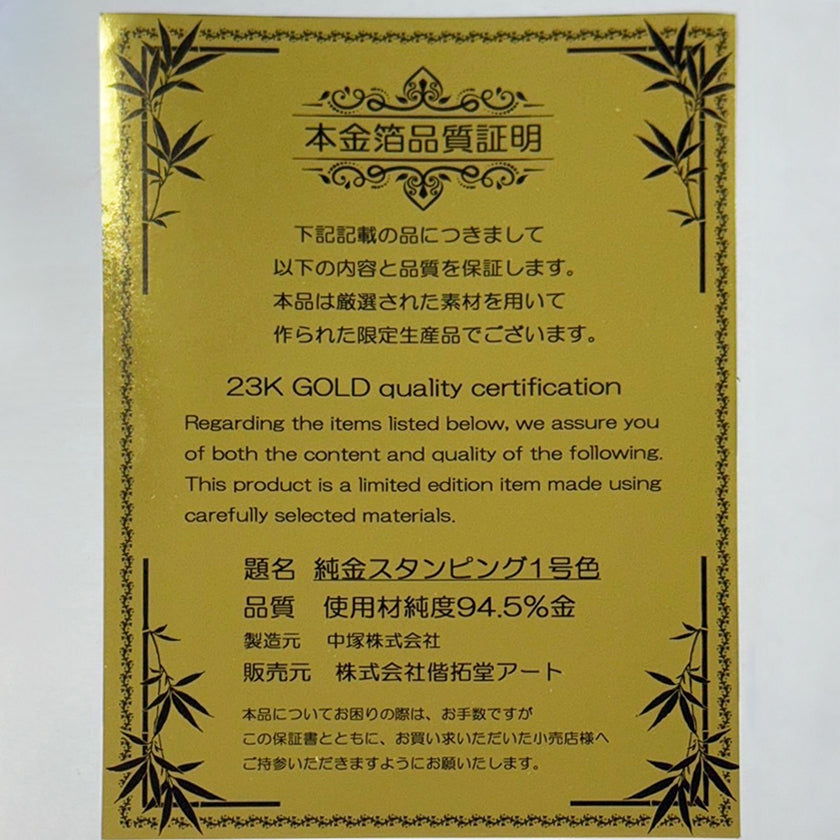 本金箔品質証明
下記記載の品につきまして
以下の内容と品質を保証します。
本品は厳選された素材を用いて
作られた限定生産品でございます。
23K GOLD quality certification
Regarding the items listed below, we assure you
of both the content and quality of the following.
This product is a limited edition item made using
carefully selected materials.
題名 純金スタンピング1号色
品質 使用材純度94.5%金
製造元 中塚株式会社
販売元 株式会社偕拓堂アート
本品についてお困りの際は、お手数ですが
この保証書とともに、お買い求いただいた小売店様へ
ご持参いただきますようにお願いいたします。